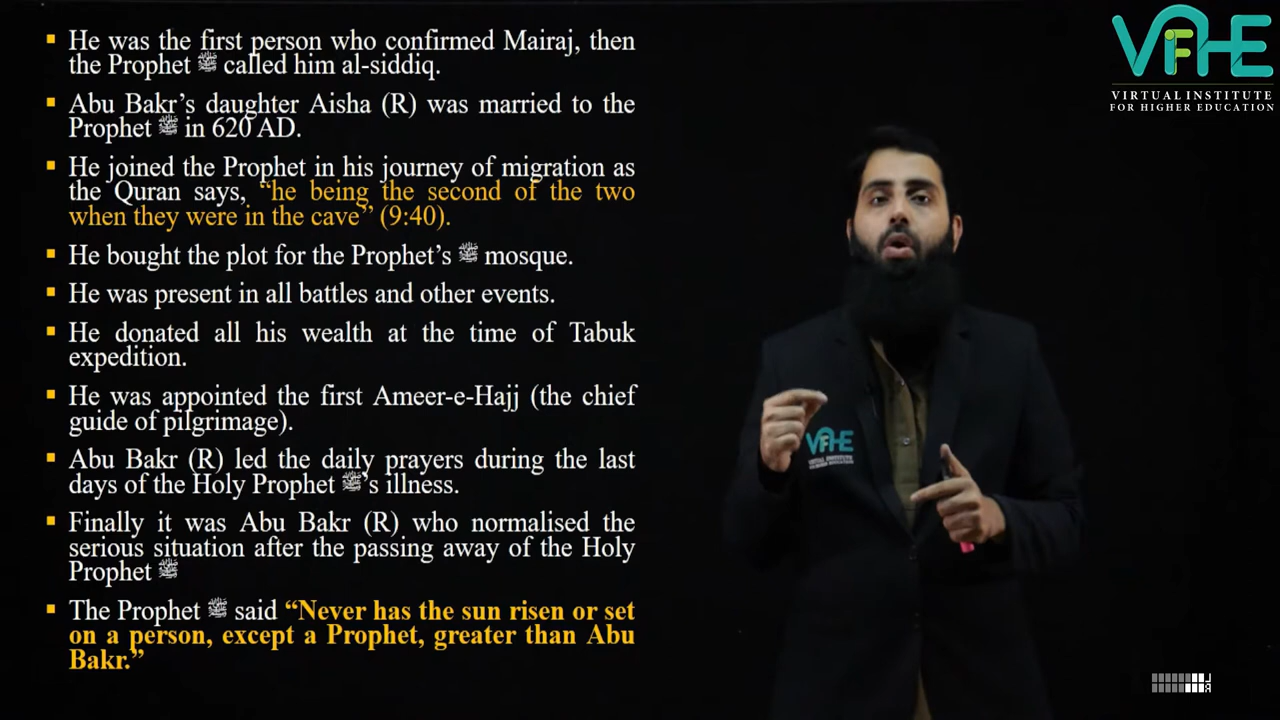 He was the first person who confirmed Mairaj, then
the Prophet ﷺ called him al-siddiq.
Abu Bakr’s daughter Aisha (R) was married to the
Prophet ﷺ in 620 AD.
He joined the Prophet in his journey of migration as
the Quran says, “he being the second of the two
when they were in the cave” (9:40).
He bought the plot for the Prophet’s ﷺ mosque.
He was present in all battles and other events.
He donated all his wealth at the time of Tabuk
expedition.
He was appointed the first Ameer-e-Hajj (the chief
guide of pilgrimage).
Abu Bakr (R) led the daily prayers during the last
days of the Holy Prophet ﷺ’s illness.
Finally it was Abu Bakr (R) who normalised the
serious situation after the passing away of the Holy
Prophet ﷺ
The Prophet ﷺ said “Never has the sun risen or set
on a person, except a Prophet, greater than Abu
Bakr.”
VIFHE
VIRTUAL INSTITUTE
FOR HIGHER EDUCATION
VIFHE
VIRTUAL INSTITUTE
FOR HIGHER EDUCATION
L
R